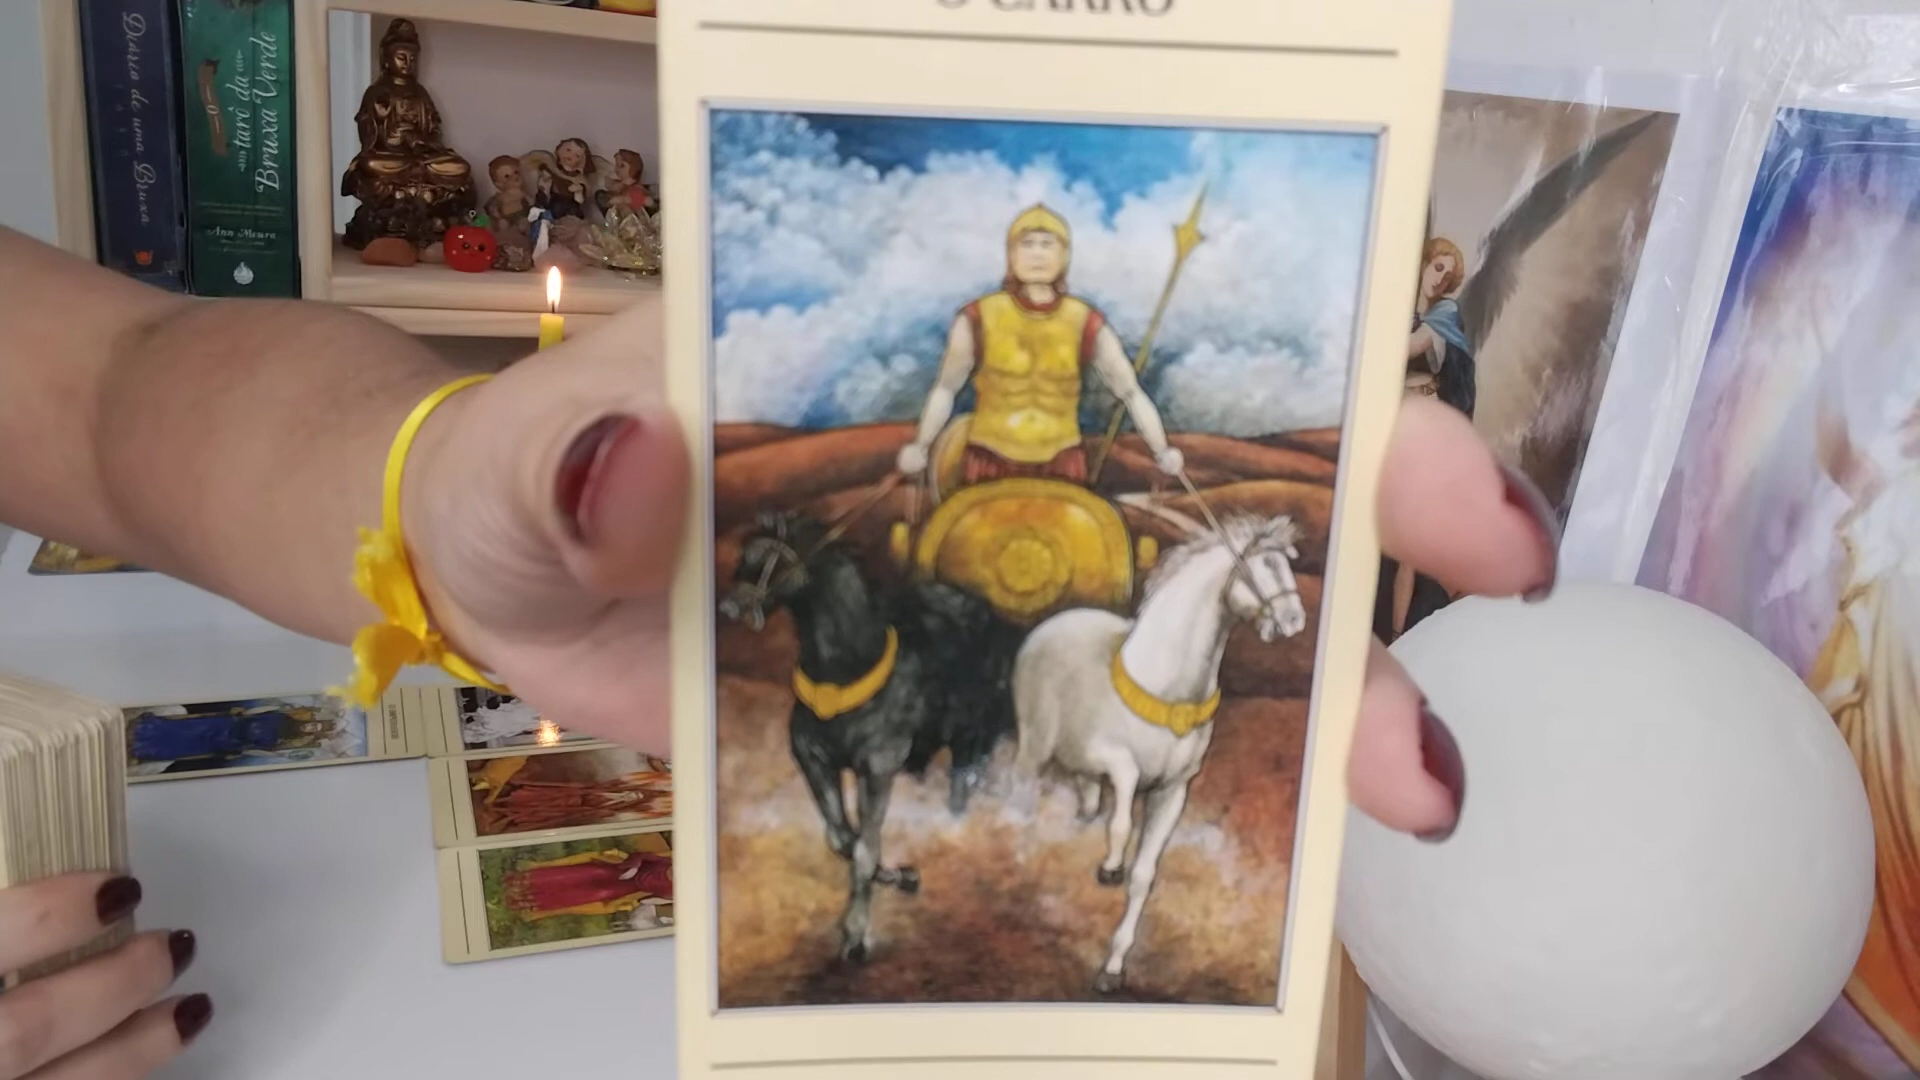 O CARRO
Diário de uma Bruxa
tarô da
Bruxa Verde
Ann Moura